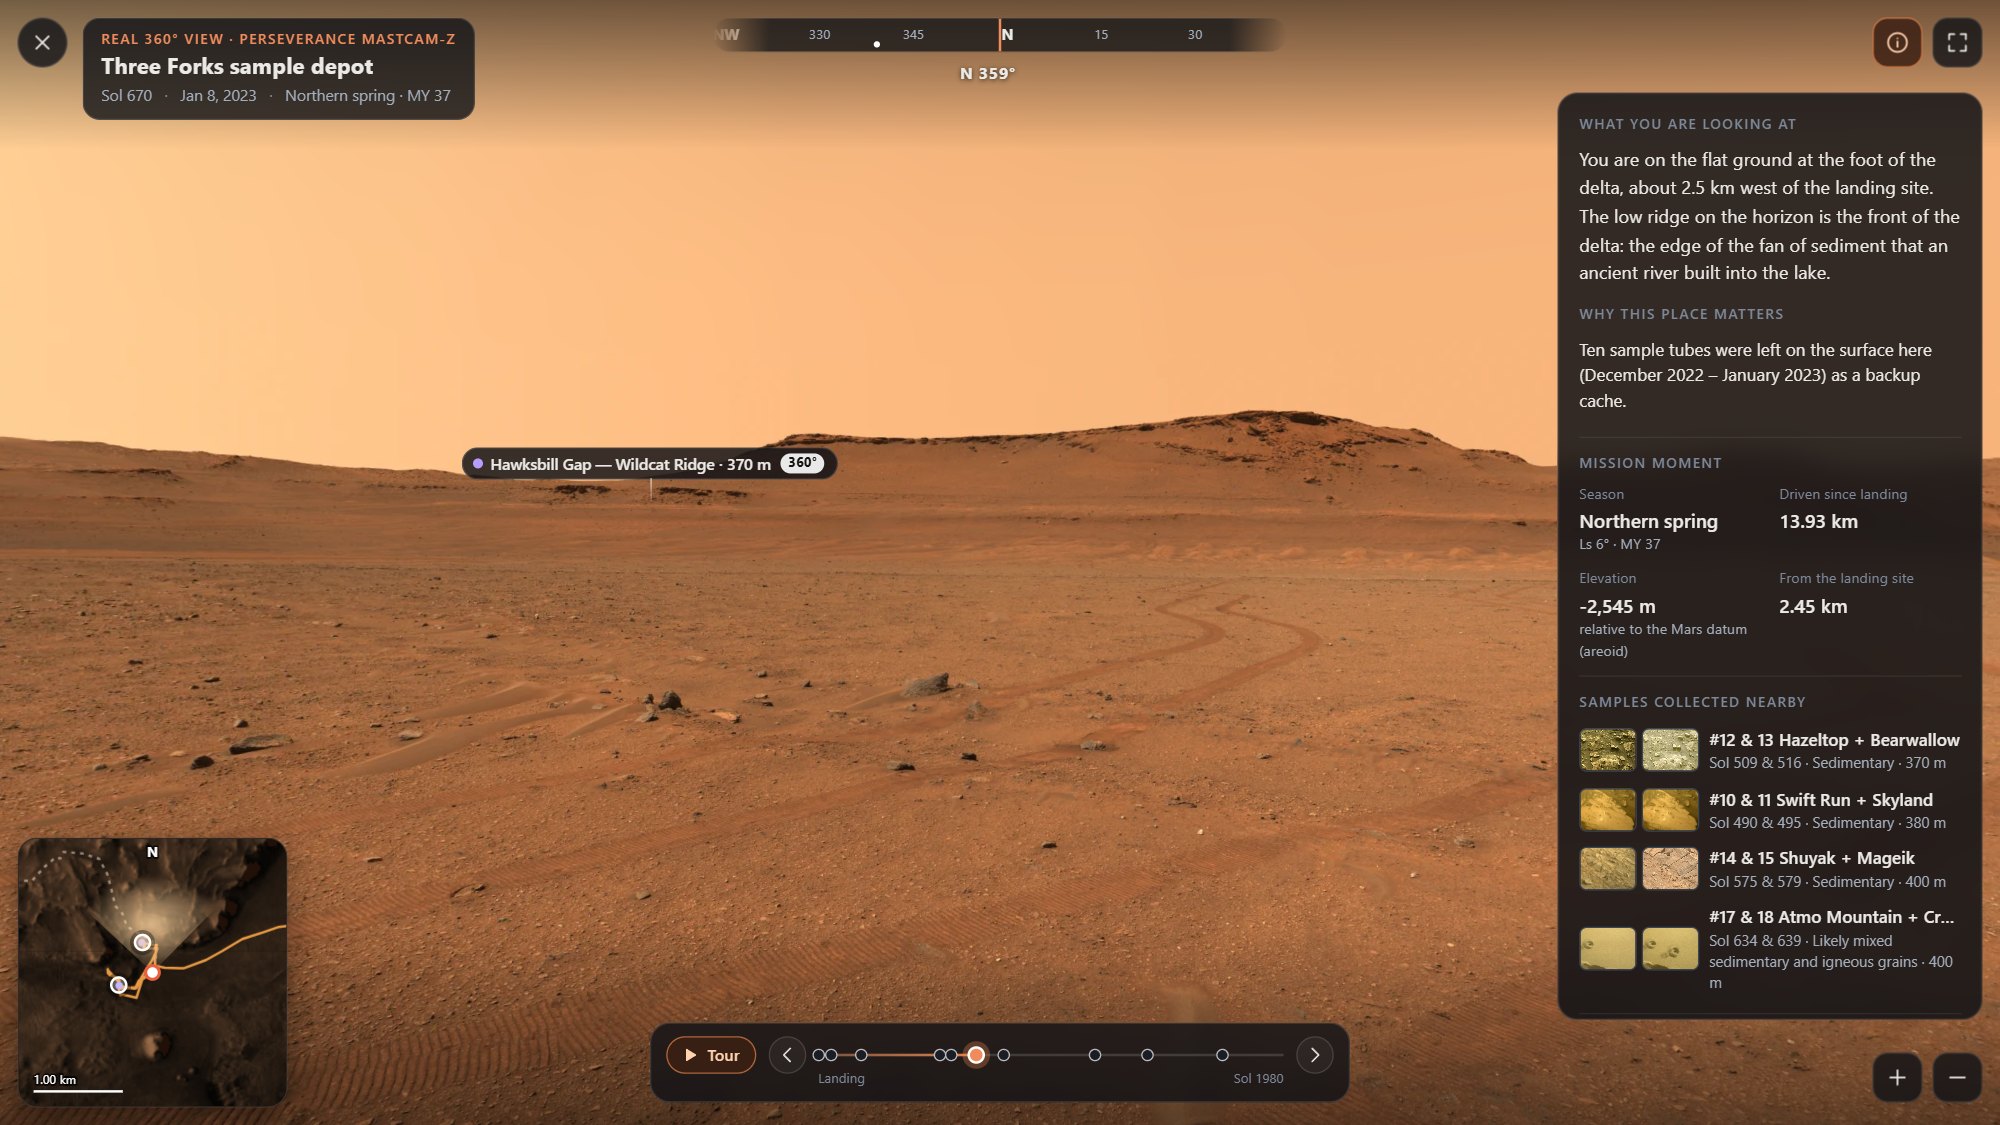 REAL 360° VIEW · PERSEVERANCE MASTCAM-Z
Three Forks sample depot
Sol 670 · Jan 8, 2023 · Northern spring · MY 37
NW 330 345 N 15 30
N 359°
WHAT YOU ARE LOOKING AT
You are on the flat ground at the foot of the
delta, about 2.5 km west of the landing site.
The low ridge on the horizon is the front of the
delta: the edge of the fan of sediment that an
ancient river built into the lake.
WHY THIS PLACE MATTERS
Ten sample tubes were left on the surface here
(December 2022 – January 2023) as a backup
cache.
Hawksbill Gap — Wildcat Ridge · 370 m 360°
MISSION MOMENT
Season
Northern spring
Ls 6° · MY 37
Driven since landing
13.93 km
Elevation
-2,545 m
relative to the Mars datum
(areoid)
From the landing site
2.45 km
SAMPLES COLLECTED NEARBY
#12 & 13 Hazeltop + Bearwallow
Sol 509 & 516 · Sedimentary · 370 m
#10 & 11 Swift Run + Skyland
Sol 490 & 495 · Sedimentary · 380 m
#14 & 15 Shuyak + Mageik
Sol 575 & 579 · Sedimentary · 400 m
#17 & 18 Atmo Mountain + Cr...
Sol 634 & 639 · Likely mixed
sedimentary and igneous grains · 400
m
N
1.00 km
Tour
Landing
Sol 1980